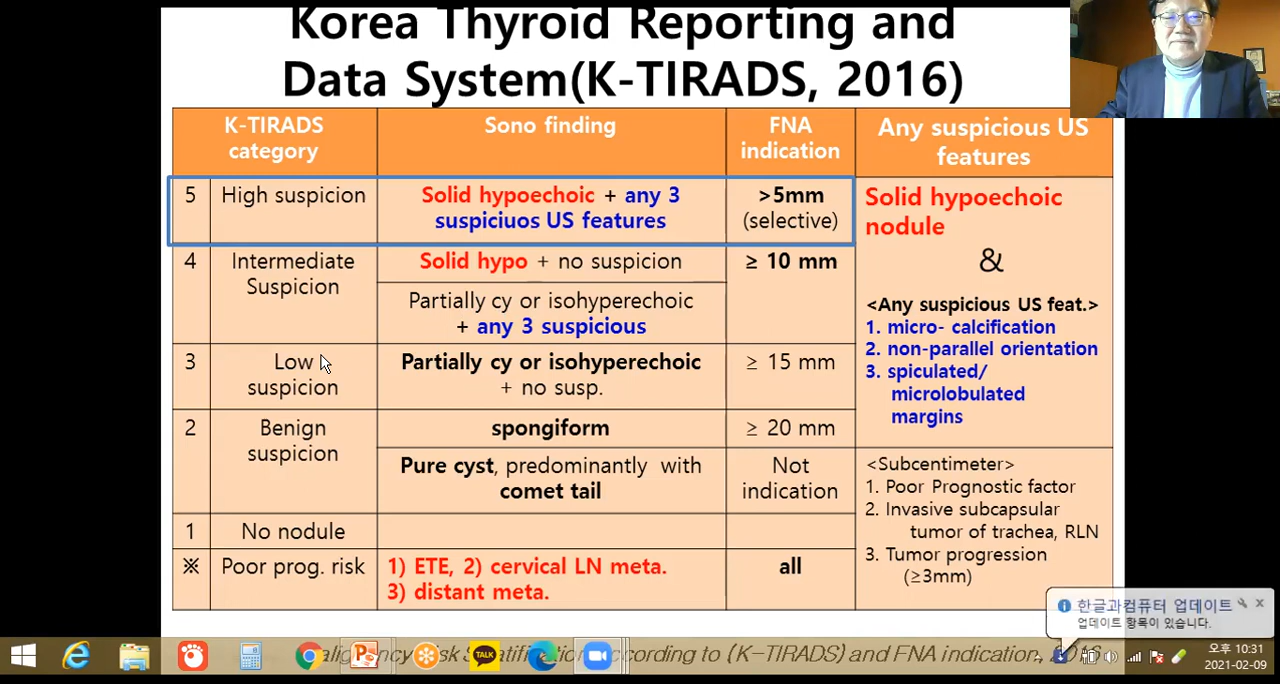 Korea Thyroid Reporting and
Data System(K-TIRADS, 2016)
K-TIRADS
category
Sono finding
FNA
indication
Any suspicious US
features
5
High suspicion
Solid hypoechoic + any 3
suspiciuos US features
>5mm
(selective)
4
Intermediate
Suspicion
Solid hypo + no suspicion
Partially cy or isohyperechoic
+ any 3 suspicious
≥ 10 mm
3
Low
suspicion
Partially cy or isohyperechoic
+ no susp.
≥ 15 mm
2
Benign
suspicion
spongiform
≥ 20 mm
Pure cyst, predominantly with
comet tail
Not
indication
1
No nodule
※
Poor prog. risk
1) ETE, 2) cervical LN meta.
3) distant meta.
all
Solid hypoechoic
nodule
&
<Any suspicious US feat.>
1. micro- calcification
2. non-parallel orientation
3. spiculated/
microlobulated
margins
<Subcentimeter>
1. Poor Prognostic factor
2. Invasive subcapsular
tumor of trachea, RLN
3. Tumor progression
(≥3mm)
한글과컴퓨터 업데이트
업데이트 항목이 있습니다.
according to (K-TIRADS) and FNA indication., 2016
TALK
오후 10:31
2021-02-09